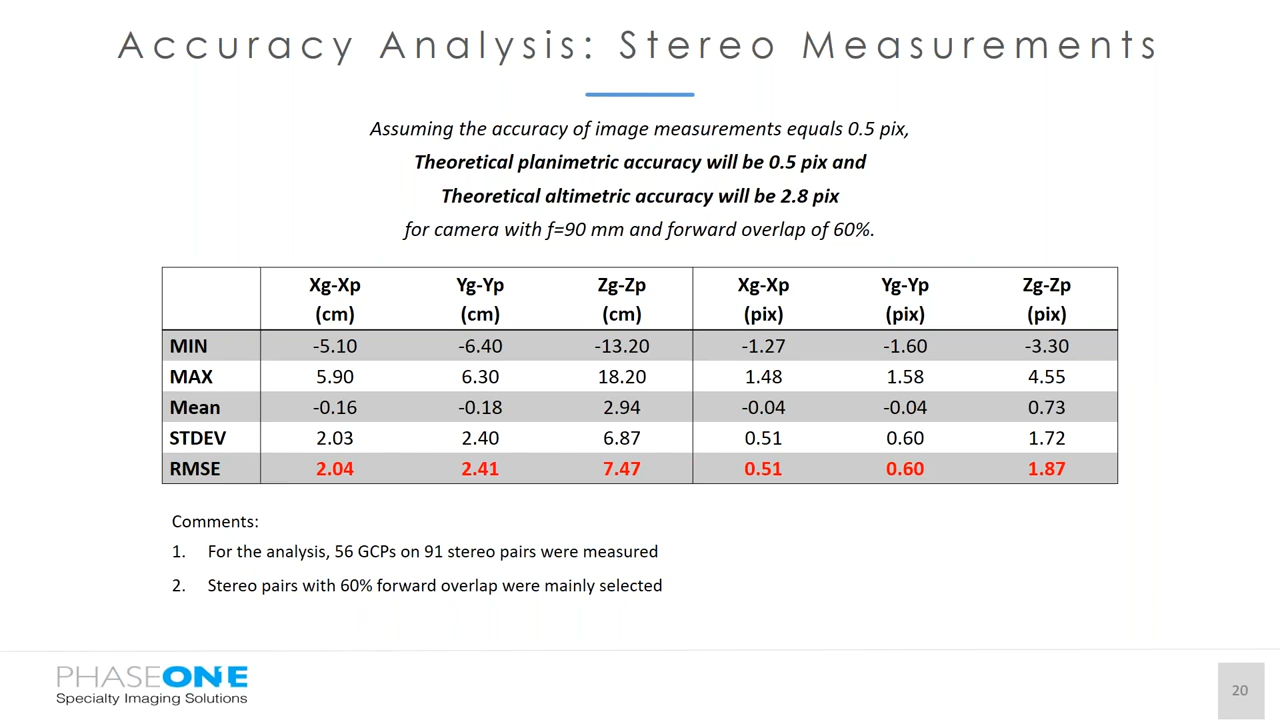 Accuracy Analysis: Stereo Measurements
Assuming the accuracy of image measurements equals 0.5 pix,
Theoretical planimetric accuracy will be 0.5 pix and
Theoretical altimetric accuracy will be 2.8 pix
for camera with f=90 mm and forward overlap of 60%.
Xg-Xp (cm) Yg-Yp (cm) Zg-Zp (cm) Xg-Xp (pix) Yg-Yp (pix) Zg-Zp (pix)
MIN -5.10 -6.40 -13.20 -1.27 -1.60 -3.30
MAX 5.90 6.30 18.20 1.48 1.58 4.55
Mean -0.16 -0.18 2.94 -0.04 -0.04 0.73
STDEV 2.03 2.40 6.87 0.51 0.60 1.72
RMSE 2.04 2.41 7.47 0.51 0.60 1.87
Comments:
1. For the analysis, 56 GCPs on 91 stereo pairs were measured
2. Stereo pairs with 60% forward overlap were mainly selected
PHASEONE
Specialty Imaging Solutions
20